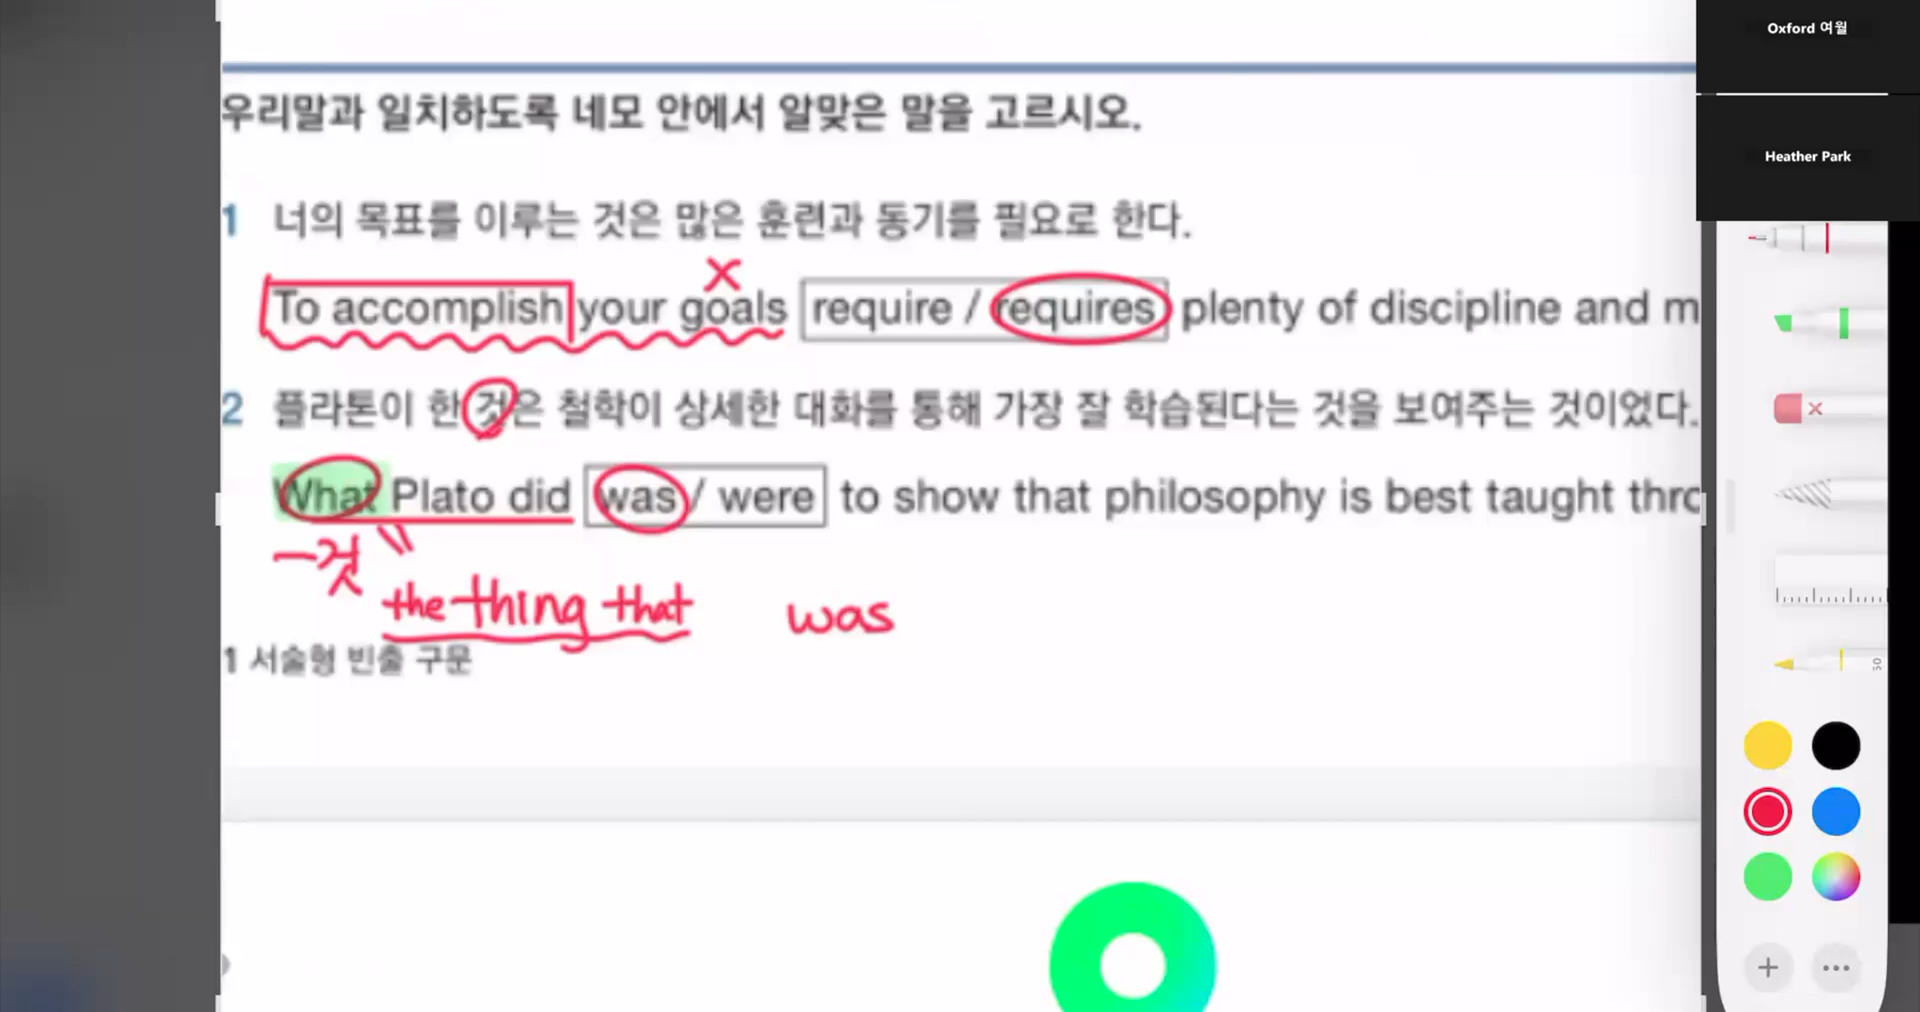 Oxford 여월
Heather Park
우리말과 일치하도록 네모 안에서 알맞은 말을 고르시오.
1 너의 목표를 이루는 것은 많은 훈련과 동기를 필요로 한다.
X
To accomplish your goals require / requires plenty of discipline and m
2 플라톤이 한 것은 철학이 상세한 대화를 통해 가장 잘 학습된다는 것을 보여주는 것이었다.
What Plato did was / were to show that philosophy is best taught thro
-것 "
the thing that was
1 서술형 빈출 구문
50